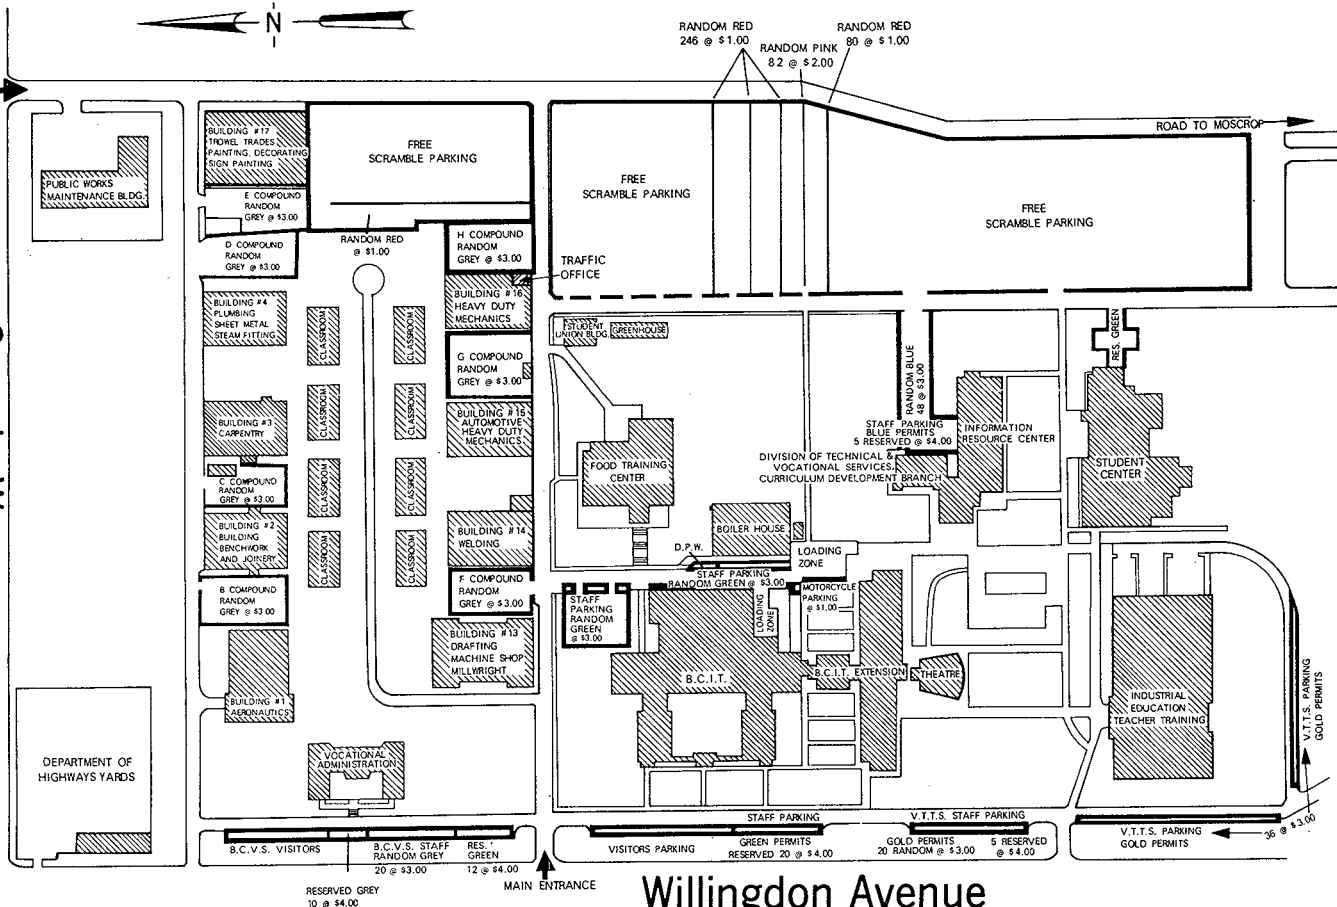 N
RANDOM RED
246 @ $1.00
RANDOM PINK
82 @ $2.00
RANDOM RED
80 @ $1.00
ROAD TO MOSCROP
BUILDING #17
TROWEL TRADES
PAINTING, DECORATING
SIGN PAINTING
FREE
SCRAMBLE PARKING
FREE
SCRAMBLE PARKING
FREE
SCRAMBLE PARKING
PUBLIC WORKS
MAINTENANCE BLDG.
E COMPOUND
RANDOM
GREY @ $3.00
D COMPOUND
RANDOM
GREY @ $3.00
RANDOM RED
@ $1.00
H COMPOUND
RANDOM
GREY @ $3.00
TRAFFIC
OFFICE
BUILDING #4
PLUMBING
SHEET METAL
STEAM FITTING
CLASSROOM
CLASSROOM
BUILDING #16
HEAVY DUTY
MECHANICS
STUDENT
UNION BLDG.
GREENHOUSE
G COMPOUND
RANDOM
GREY @ $3.00
RANDOM BLUE
48 @ $3.00
RES. GREEN
BUILDING #3
CARPENTRY
CLASSROOM
CLASSROOM
BUILDING #15
AUTOMOTIVE
HEAVY DUTY
MECHANICS
STAFF PARKING
BLUE PERMITS
5 RESERVED @ $4.00
INFORMATION
RESOURCE CENTER
DIVISION OF TECHNICAL &
VOCATIONAL SERVICES.
CURRICULUM DEVELOPMENT BRANCH
STUDENT
CENTER
FOOD TRAINING
CENTER
C COMPOUND
RANDOM
GREY @ $3.00
CLASSROOM
CLASSROOM
BUILDING #2
BUILDING
BENCHWORK
AND JOINERY
CLASSROOM
CLASSROOM
BUILDING #14
WELDING
BOILER HOUSE
D.P.W.
LOADING
ZONE
STAFF PARKING
RANDOM GREEN @ $3.00
B COMPOUND
RANDOM
GREY @ $3.00
F COMPOUND
RANDOM
GREY @ $3.00
STAFF
PARKING
RANDOM
GREEN
@ $3.00
LOADING
ZONE
MOTORCYCLE
PARKING
@ $1.00
BUILDING #13
DRAFTING
MACHINE SHOP
MILLWRIGHT
B.C.I.T.
B.C.I.T. EXTENSION
THEATRE
BUILDING #1
AERONAUTICS
INDUSTRIAL
EDUCATION
TEACHER TRAINING
V.T.T.S. PARKING
GOLD PERMITS
DEPARTMENT OF
HIGHWAYS YARDS
VOCATIONAL
ADMINISTRATION
B.C.V.S. VISITORS
RESERVED GREY
10 @ $4.00
B.C.V.S. STAFF
RANDOM GREY
20 @ $3.00
RES.
GREEN
12 @ $4.00
MAIN ENTRANCE
VISITORS PARKING
STAFF PARKING
GREEN PERMITS
RESERVED 20 @ $4.00
V.T.T.S. STAFF PARKING
GOLD PERMITS
20 RANDOM @ $3.00
5 RESERVED
@ $4.00
V.T.T.S. PARKING
GOLD PERMITS
36 @ $3.00
Willingdon Avenue